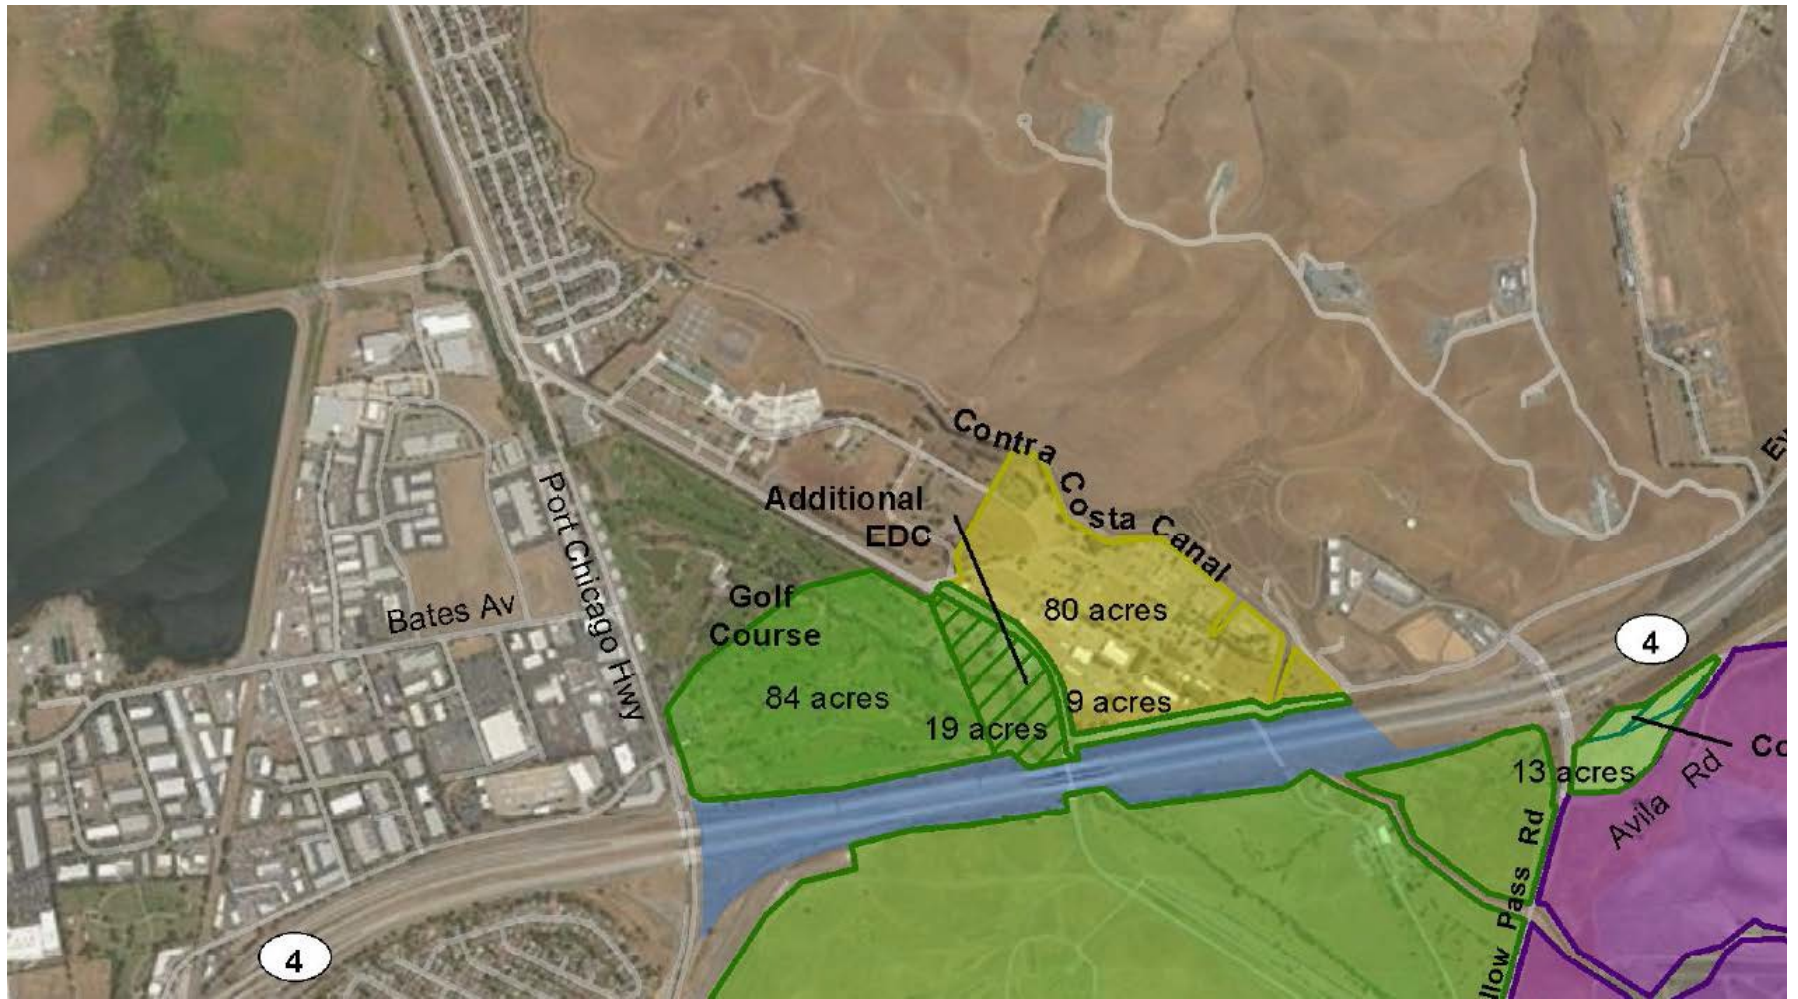 Contra
Costa Canal
Additional
EDC
Port Chicago Hwy
Bates Av
Golf
Course
80 acres
84 acres
19 acres
9 acres
4
13 acres
Avila Rd
Pass Rd
4